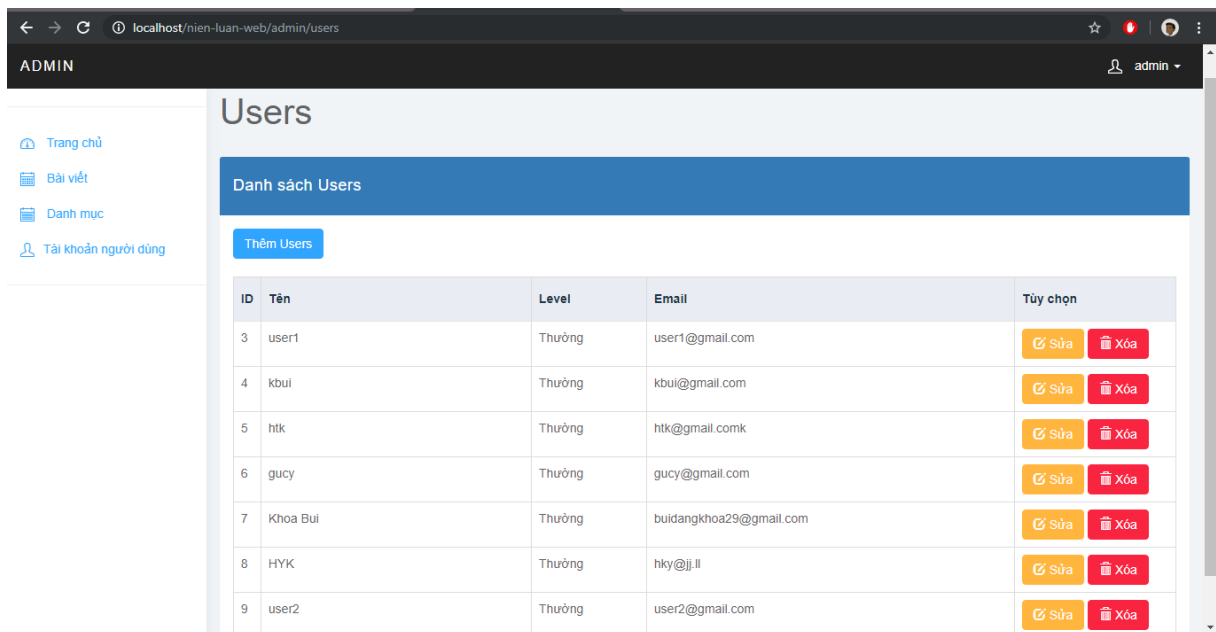 localhost/nien-luan-web/admin/users
ADMIN
admin
Users
Trang chủ
Bài viết
Danh mục
Tài khoản người dùng
Danh sách Users
Thêm Users
ID Tên Level Email Tùy chọn
3 user1 Thường user1@gmail.com Sửa Xóa
4 kbui Thường kbui@gmail.com Sửa Xóa
5 htk Thường htk@gmail.comk Sửa Xóa
6 gucy Thường gucy@gmail.com Sửa Xóa
7 Khoa Bui Thường buidangkhoa29@gmail.com Sửa Xóa
8 HYK Thường hky@jj.ll Sửa Xóa
9 user2 Thường user2@gmail.com Sửa Xóa